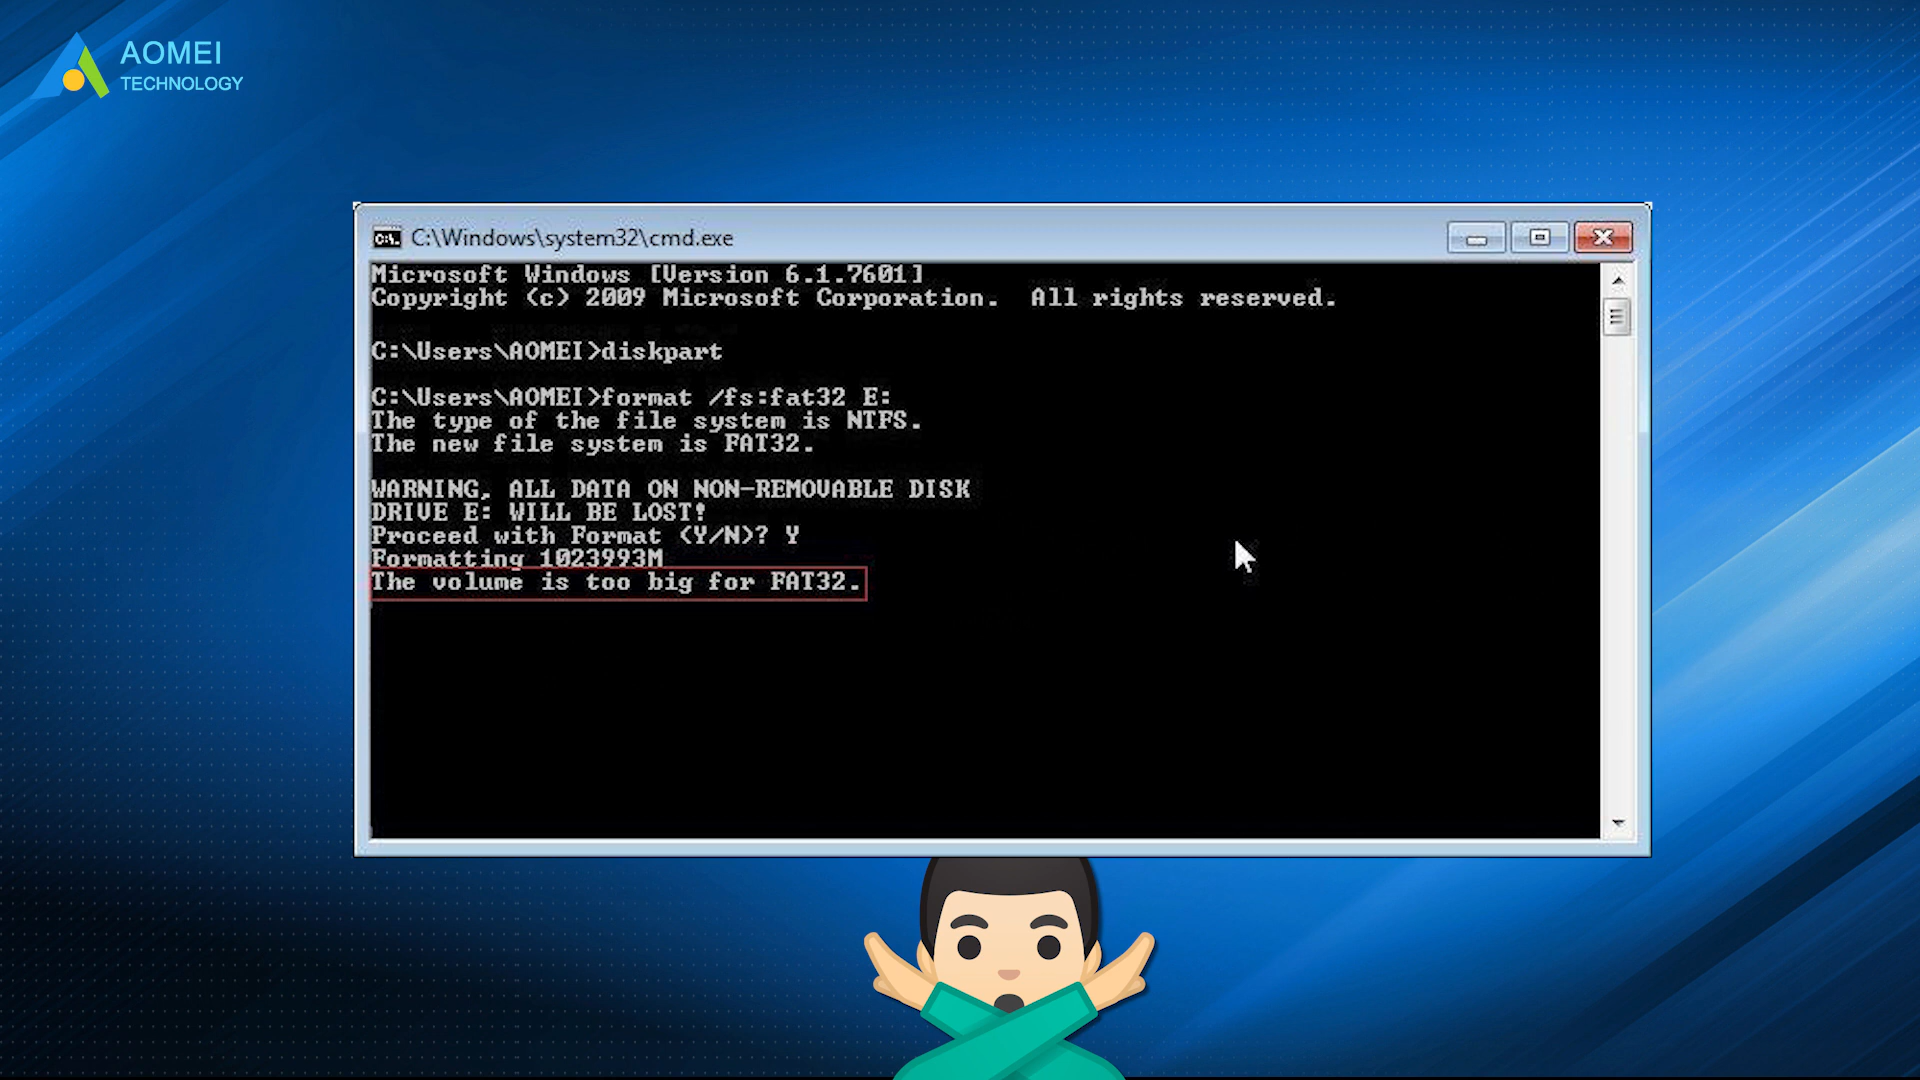 AOMEI
TECHNOLOGY
C:\Windows\system32\cmd.exe
Microsoft Windows [Version 6.1.7601]
Copyright (c) 2009 Microsoft Corporation.  All rights reserved.
C:\Users\AOMEI>diskpart
C:\Users\AOMEI>format /fs:fat32 E:
The type of the file system is NTFS.
The new file system is FAT32.
WARNING, ALL DATA ON NON-REMOVABLE DISK
DRIVE E: WILL BE LOST!
Proceed with Format (Y/N)? Y
Formatting 1023993M
The volume is too big for FAT32.